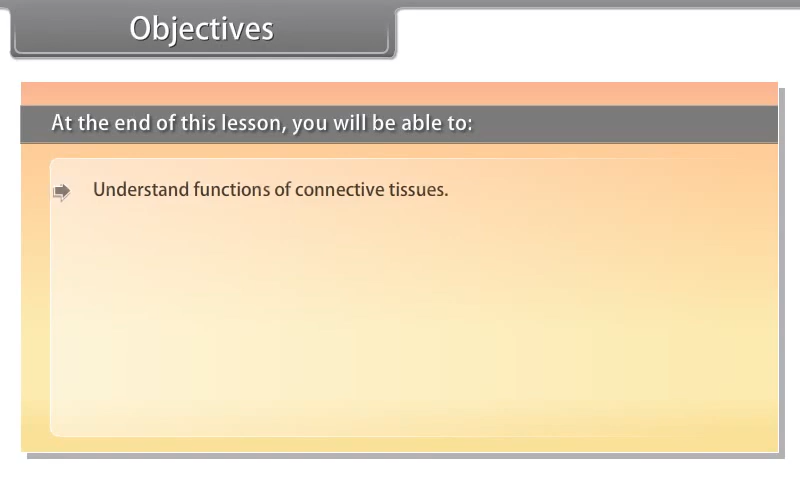 Objectives
At the end of this lesson, you will be able to:
Understand functions of connective tissues.